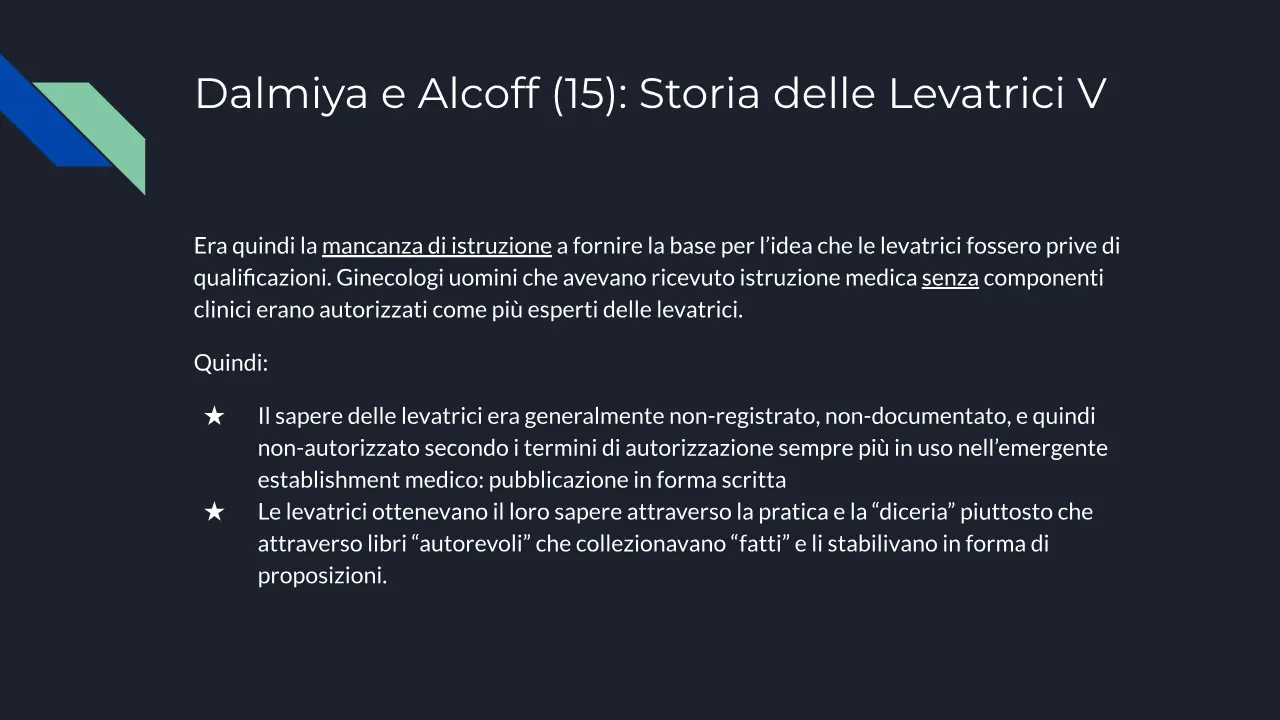 Dalmiya e Alcoff (15): Storia delle Levatrici V
Era quindi la mancanza di istruzione a fornire la base per l’idea che le levatrici fossero prive di
qualificazioni. Ginecologi uomini che avevano ricevuto istruzione medica senza componenti
clinici erano autorizzati come più esperti delle levatrici.
Quindi:
★ Il sapere delle levatrici era generalmente non-registrato, non-documentato, e quindi
non-autorizzato secondo i termini di autorizzazione sempre più in uso nell’emergente
establishment medico: pubblicazione in forma scritta
★ Le levatrici ottenevano il loro sapere attraverso la pratica e la “diceria” piuttosto che
attraverso libri “autorevoli” che collezionavano “fatti” e li stabilivano in forma di
proposizioni.